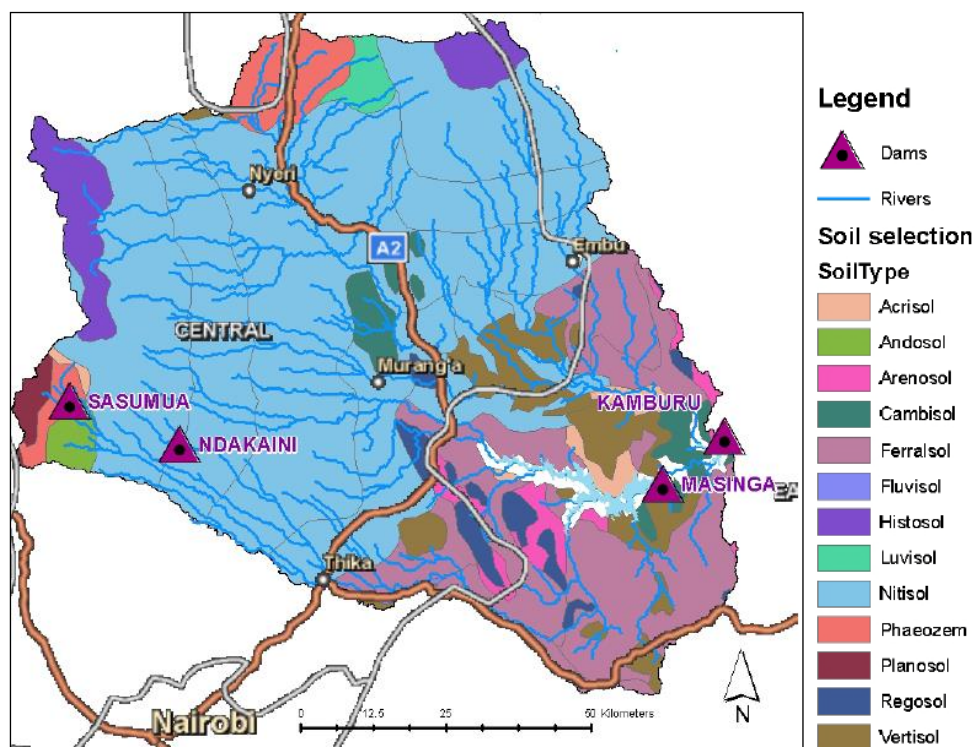 Nyeri
A2
Embu
CENTRAL
Murang'a
SASUMUA
KAMBURU
NDAKAINI
MASINGA
EA
Thika
Nairobi
0 12.5 25 50 Kilometers
N
Legend
Dams
Rivers
Soil selection
SoilType
Acrisol
Andosol
Arenosol
Cambisol
Ferralsol
Fluvisol
Histosol
Luvisol
Nitisol
Phaeozem
Planosol
Regosol
Vertisol